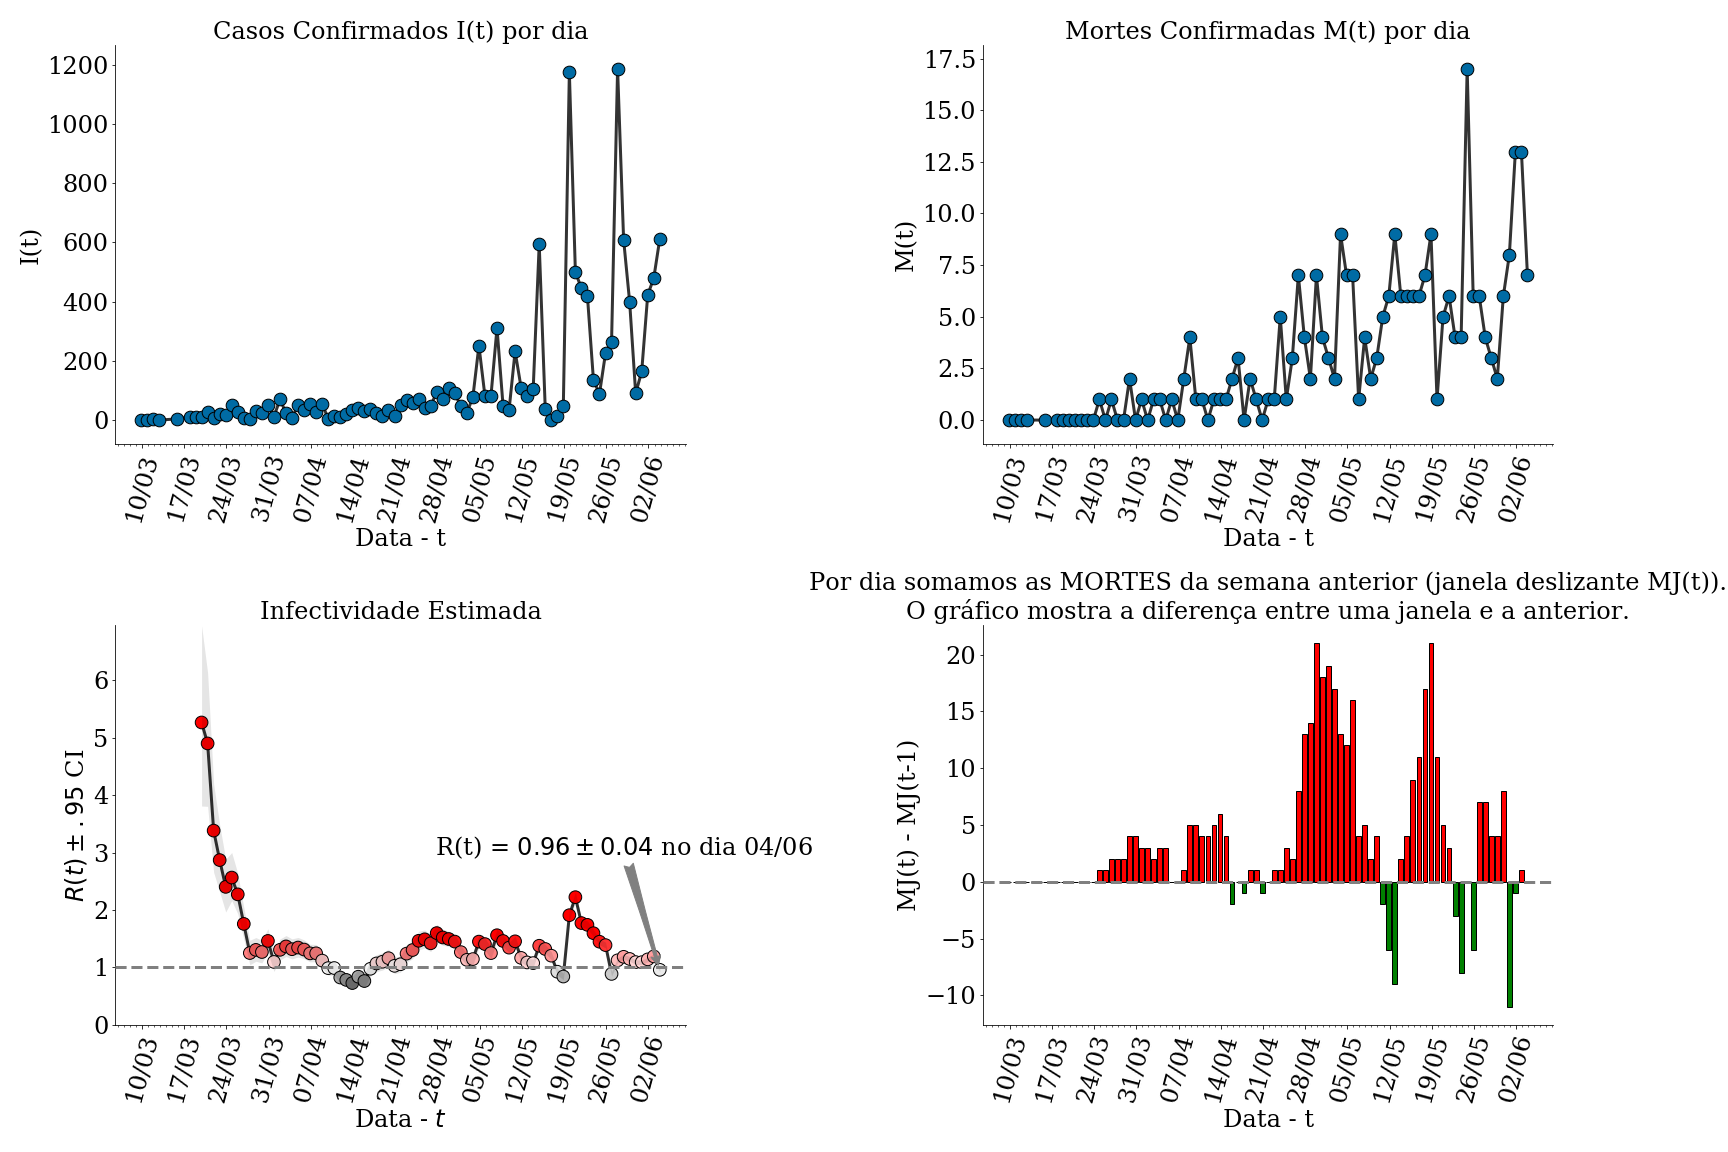 Casos Confirmados I(t) por dia
I(t)
1200
1000
800
600
400
200
0
10/03 17/03 24/03 31/03 07/04 14/04 21/04 28/04 05/05 12/05 19/05 26/05 02/06
Data - t
Mortes Confirmadas M(t) por dia
M(t)
17.5
15.0
12.5
10.0
7.5
5.0
2.5
0.0
10/03 17/03 24/03 31/03 07/04 14/04 21/04 28/04 05/05 12/05 19/05 26/05 02/06
Data - t
Infectividade Estimada
R(t) ± .95 CI
6
5
4
3
2
1
0
R(t) = 0.96 ± 0.04 no dia 04/06
10/03 17/03 24/03 31/03 07/04 14/04 21/04 28/04 05/05 12/05 19/05 26/05 02/06
Data - t
Por dia somamos as MORTES da semana anterior (janela deslizante MJ(t)).
O gráfico mostra a diferença entre uma janela e a anterior.
MJ(t) - MJ(t-1)
20
15
10
5
0
−5
−10
10/03 17/03 24/03 31/03 07/04 14/04 21/04 28/04 05/05 12/05 19/05 26/05 02/06
Data - t